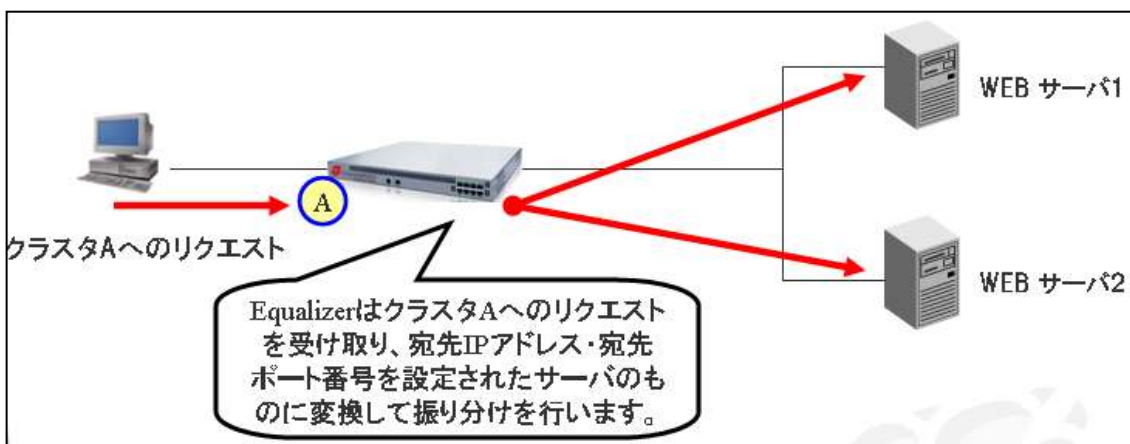 WEB サーバ1
A
クラスタAへのリクエスト
WEB サーバ2
EqualizerはクラスタAへのリクエスト
を受け取り、宛先IPアドレス・宛先
ポート番号を設定されたサーバのも
のに変換して振り分けを行います。